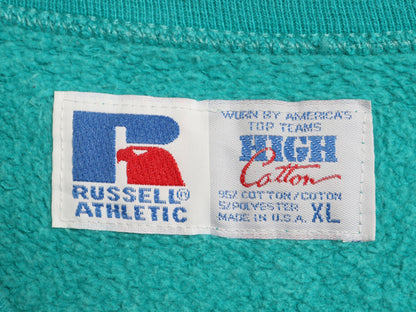 R
RUSSELL®
ATHLETIC
WORN BY AMERICA'S
TOP TEAMS
HIGH
Cotton
95% COTTON/COTON
5% POLYESTER
MADE IN U.S.A. XL